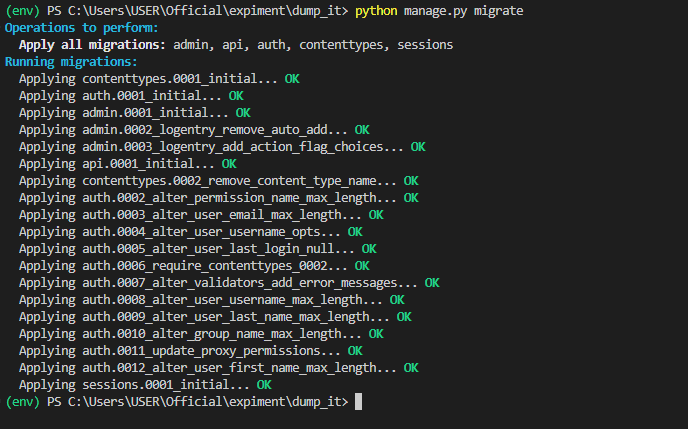 (env) PS C:\Users\USER\Official\expiment\dump_it> python manage.py migrate
Operations to perform:
  Apply all migrations: admin, api, auth, contenttypes, sessions
Running migrations:
  Applying contenttypes.0001_initial... OK
  Applying auth.0001_initial... OK
  Applying admin.0001_initial... OK
  Applying admin.0002_logentry_remove_auto_add... OK
  Applying admin.0003_logentry_add_action_flag_choices... OK
  Applying api.0001_initial... OK
  Applying contenttypes.0002_remove_content_type_name... OK
  Applying auth.0002_alter_permission_name_max_length... OK
  Applying auth.0003_alter_user_email_max_length... OK
  Applying auth.0004_alter_user_username_opts... OK
  Applying auth.0005_alter_user_last_login_null... OK
  Applying auth.0006_require_contenttypes_0002... OK
  Applying auth.0007_alter_validators_add_error_messages... OK
  Applying auth.0008_alter_user_username_max_length... OK
  Applying auth.0009_alter_user_last_name_max_length... OK
  Applying auth.0010_alter_group_name_max_length... OK
  Applying auth.0011_update_proxy_permissions... OK
  Applying auth.0012_alter_user_first_name_max_length... OK
  Applying sessions.0001_initial... OK
(env) PS C:\Users\USER\Official\expiment\dump_it>